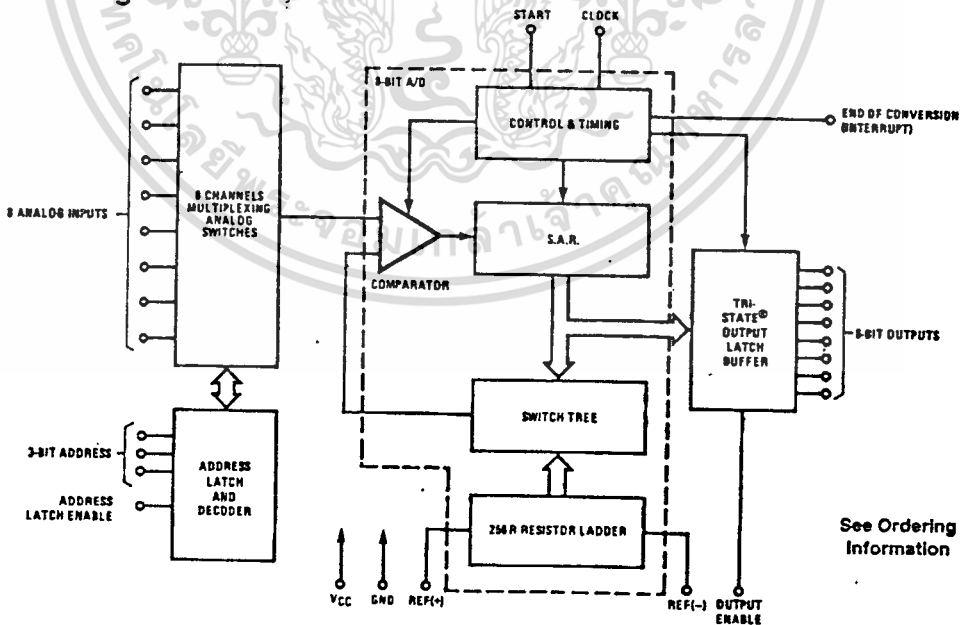 START
CLOCK
8-BIT A/D
CONTROL & TIMING
END OF CONVERSION
(INTERRUPT)
8 ANALOG INPUTS
8 CHANNELS
MULTIPLEXING
ANALOG
SWITCHES
S.A.R.
COMPARATOR
TRI-
STATE®
OUTPUT
LATCH
BUFFER
8-BIT OUTPUTS
SWITCH TREE
3-BIT ADDRESS
ADDRESS
LATCH ENABLE
ADDRESS
LATCH
AND
DECODER
256R RESISTOR LADDER
See Ordering
Information
VCC
GND
REF(+)
REF(–)
OUTPUT
ENABLE